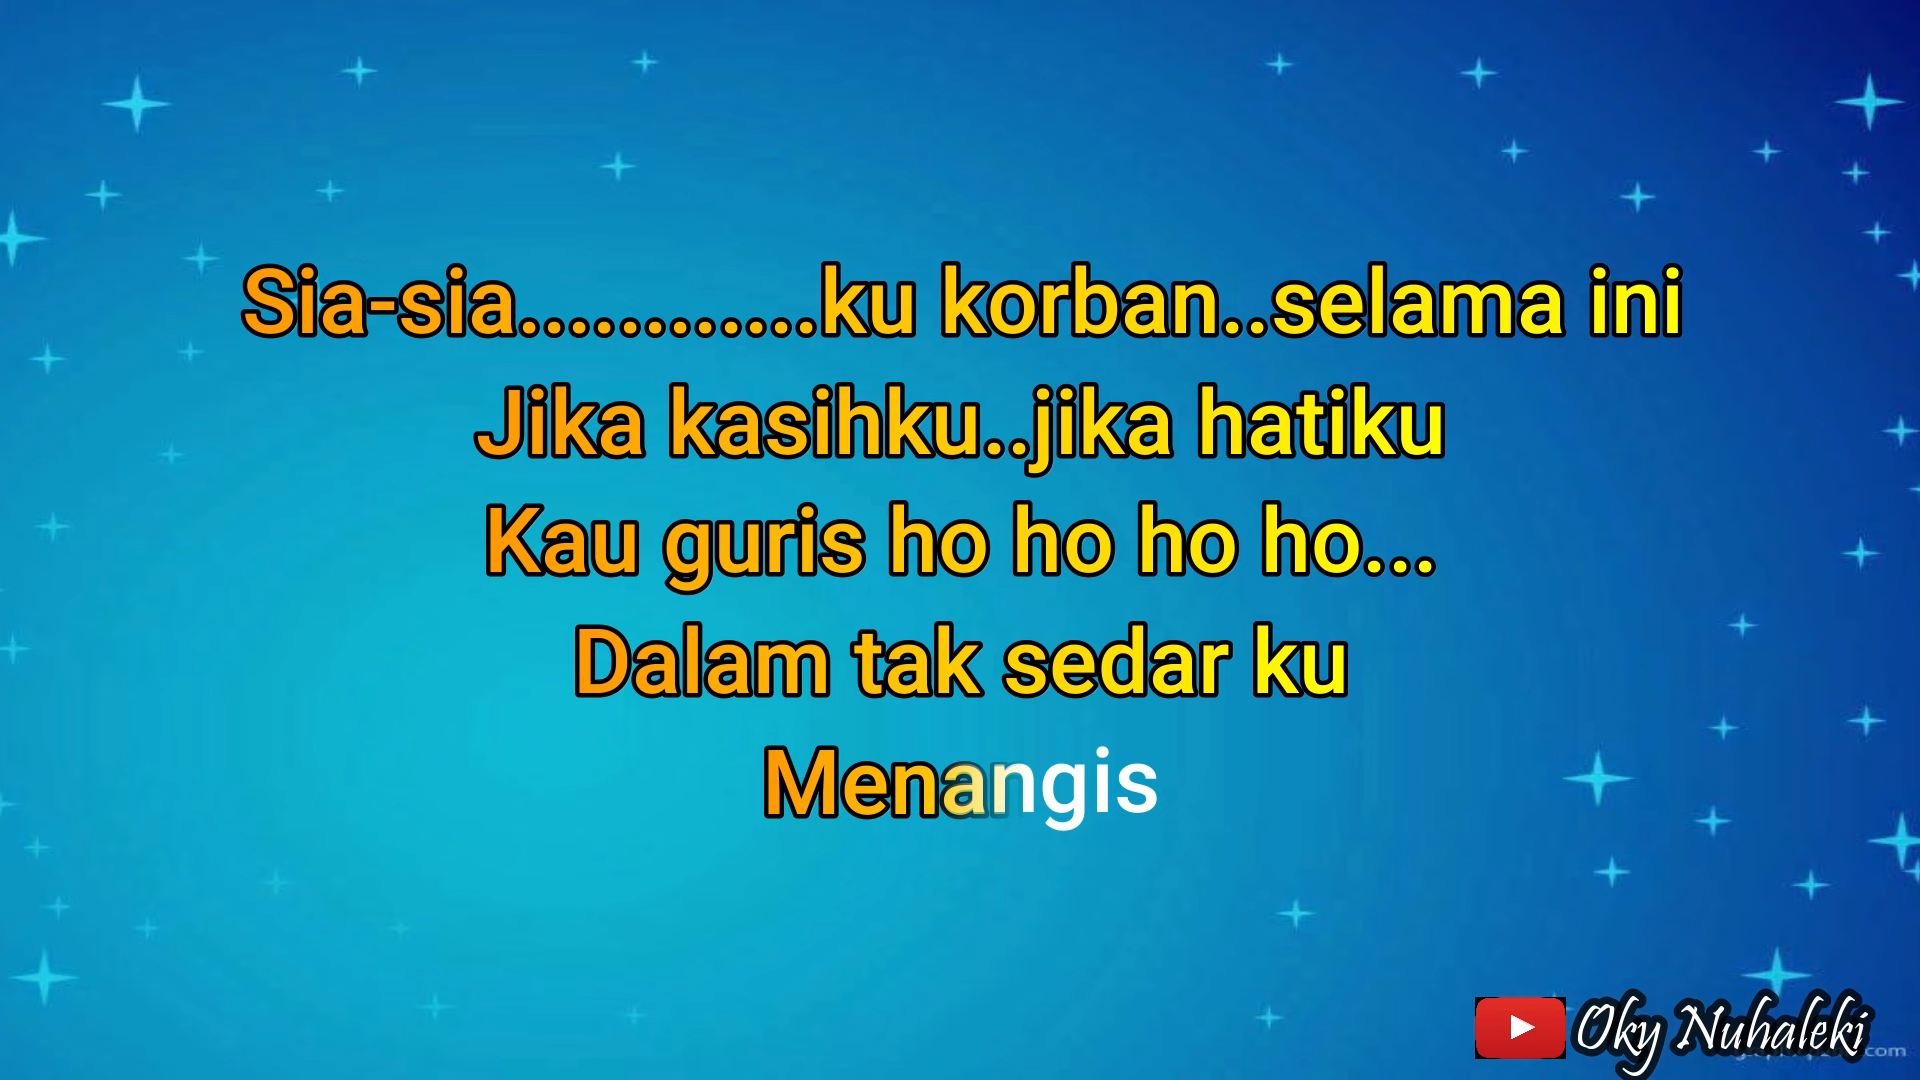 Sia-sia............ku korban..selama ini
Jika kasihku..jika hatiku
Kau guris ho ho ho ho...
Dalam tak sedar ku
Menangis
Oky Nuhaleki